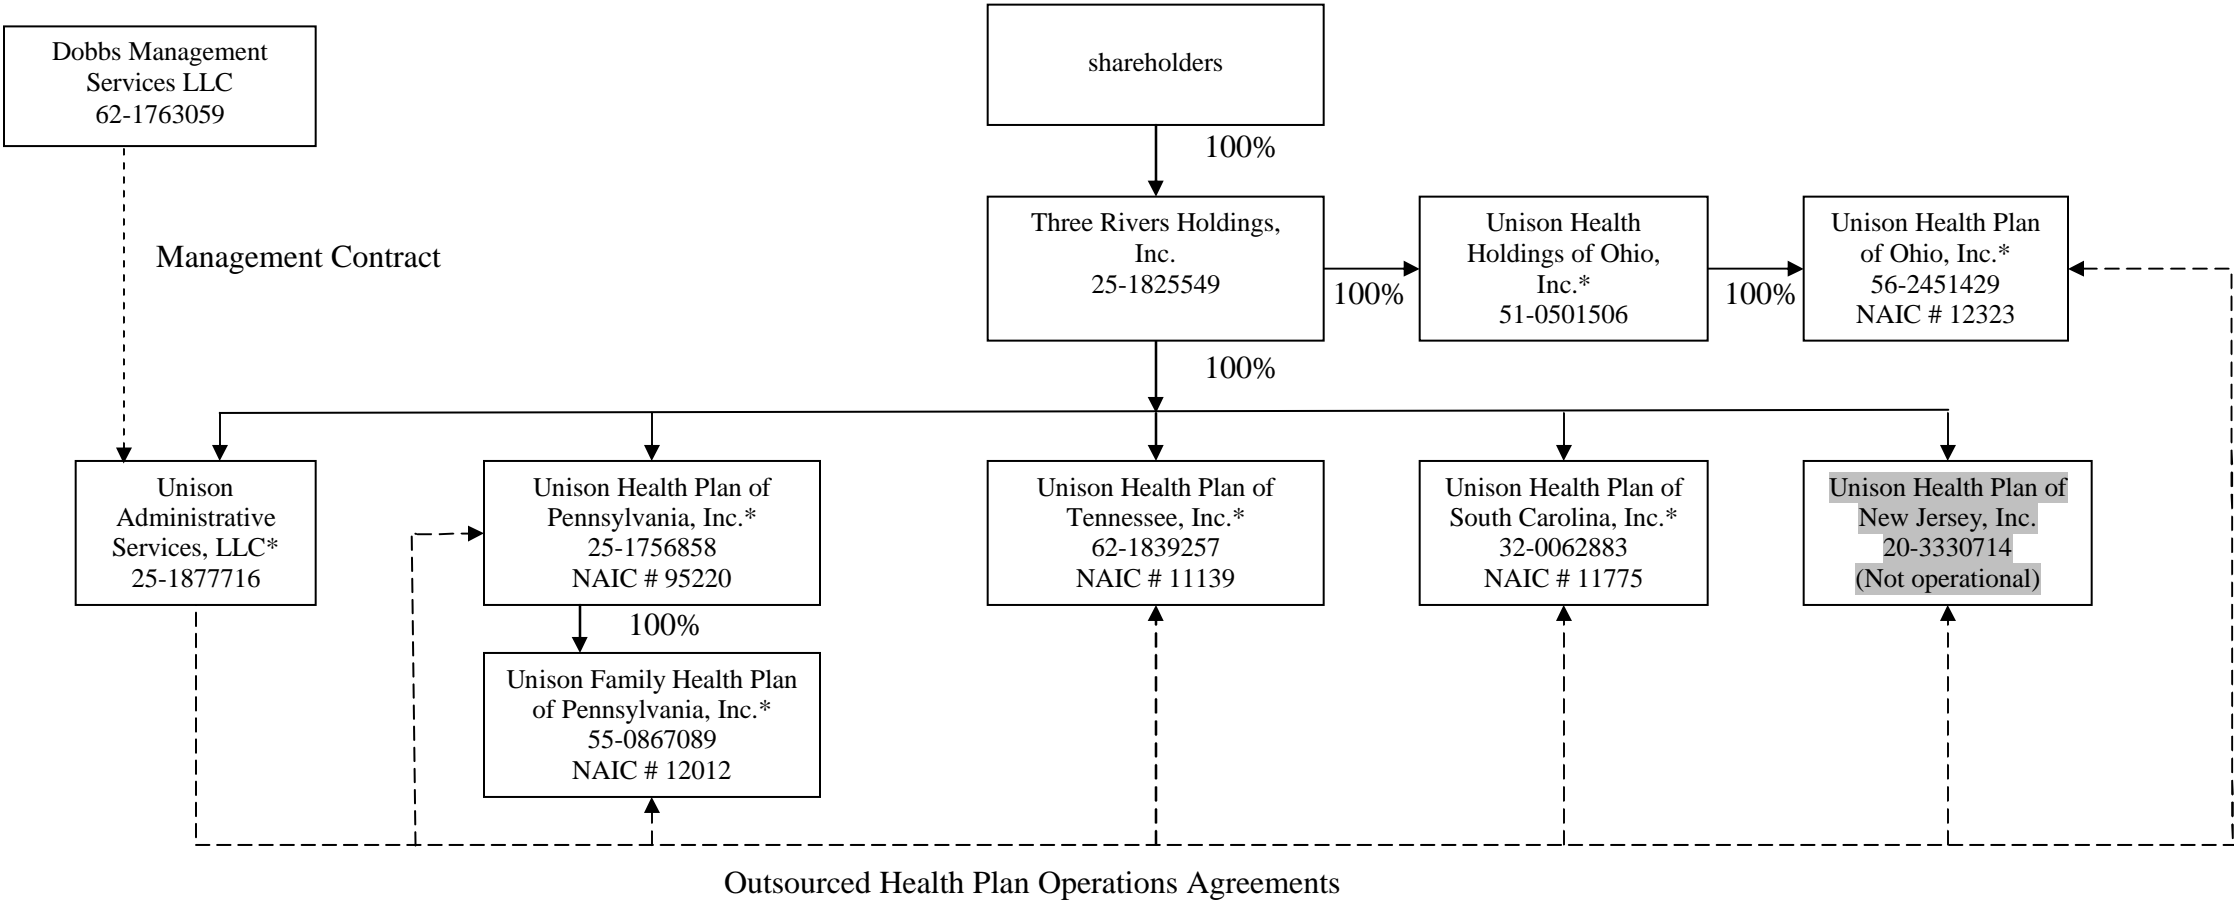 Dobbs Management
Services LLC
62-1763059
shareholders
100%
Management Contract
Three Rivers Holdings,
Inc.
25-1825549
100%
Unison Health
Holdings of Ohio,
Inc.*
51-0501506
100%
Unison Health Plan
of Ohio, Inc.*
56-2451429
NAIC # 12323
100%
Unison
Administrative
Services, LLC*
25-1877716
Unison Health Plan of
Pennsylvania, Inc.*
25-1756858
NAIC # 95220
Unison Health Plan of
Tennessee, Inc.*
62-1839257
NAIC # 11139
Unison Health Plan of
South Carolina, Inc.*
32-0062883
NAIC # 11775
Unison Health Plan of
New Jersey, Inc.
20-3330714
(Not operational)
100%
Unison Family Health Plan
of Pennsylvania, Inc.*
55-0867089
NAIC # 12012
Outsourced Health Plan Operations Agreements